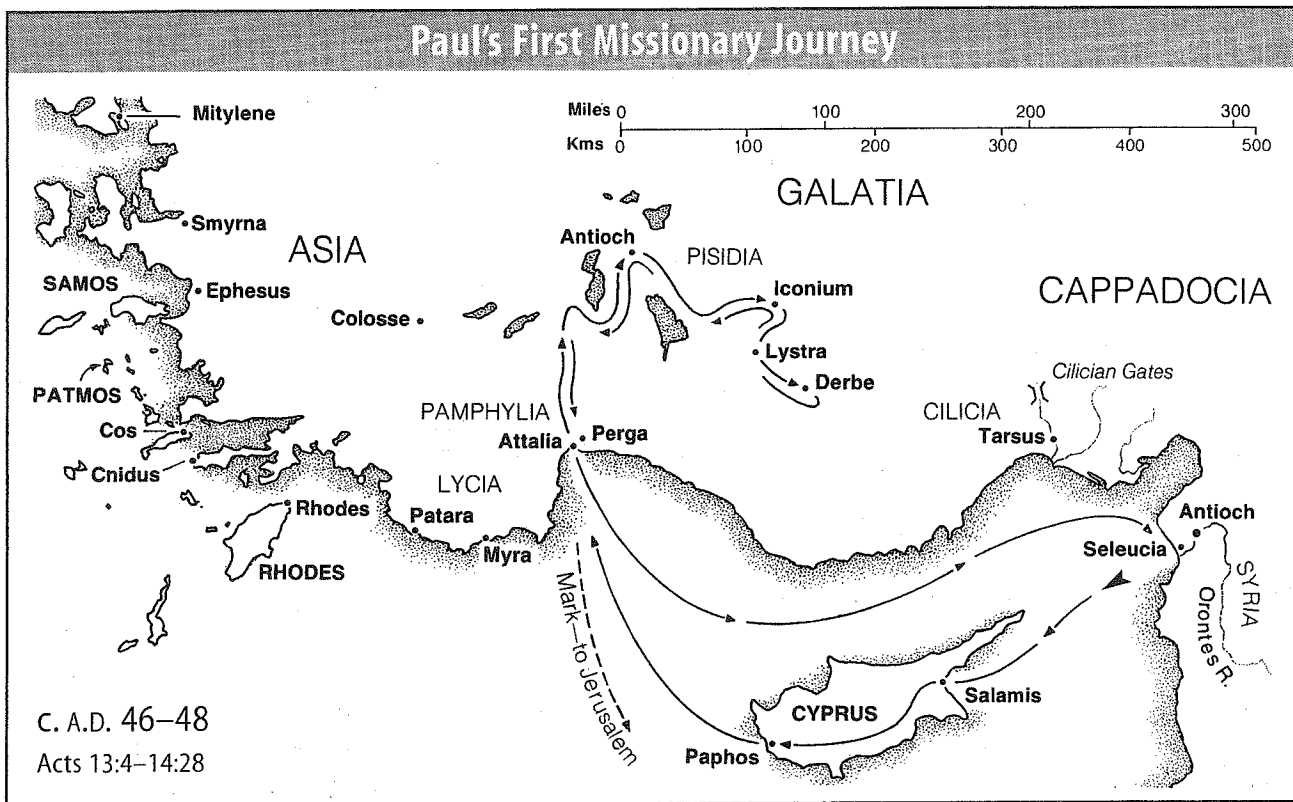 Paul's First Missionary Journey
Miles 0 100 200 300
Kms 0 100 200 300 400 500
Mitylene
Smyrna
ASIA
GALATIA
Antioch
PISIDIA
SAMOS
Ephesus
Iconium
CAPPADOCIA
Colosse
Lystra
PATMOS
Derbe
Cilician Gates
PAMPHYLIA
CILICIA
Cos
Attalia
Perga
Tarsus
Cnidus
LYCIA
Rhodes
Patara
Antioch
Myra
Seleucia
RHODES
SYRIA
Orontes R.
Mark—to Jerusalem
Salamis
CYPRUS
Paphos
C. A.D. 46–48
Acts 13:4–14:28